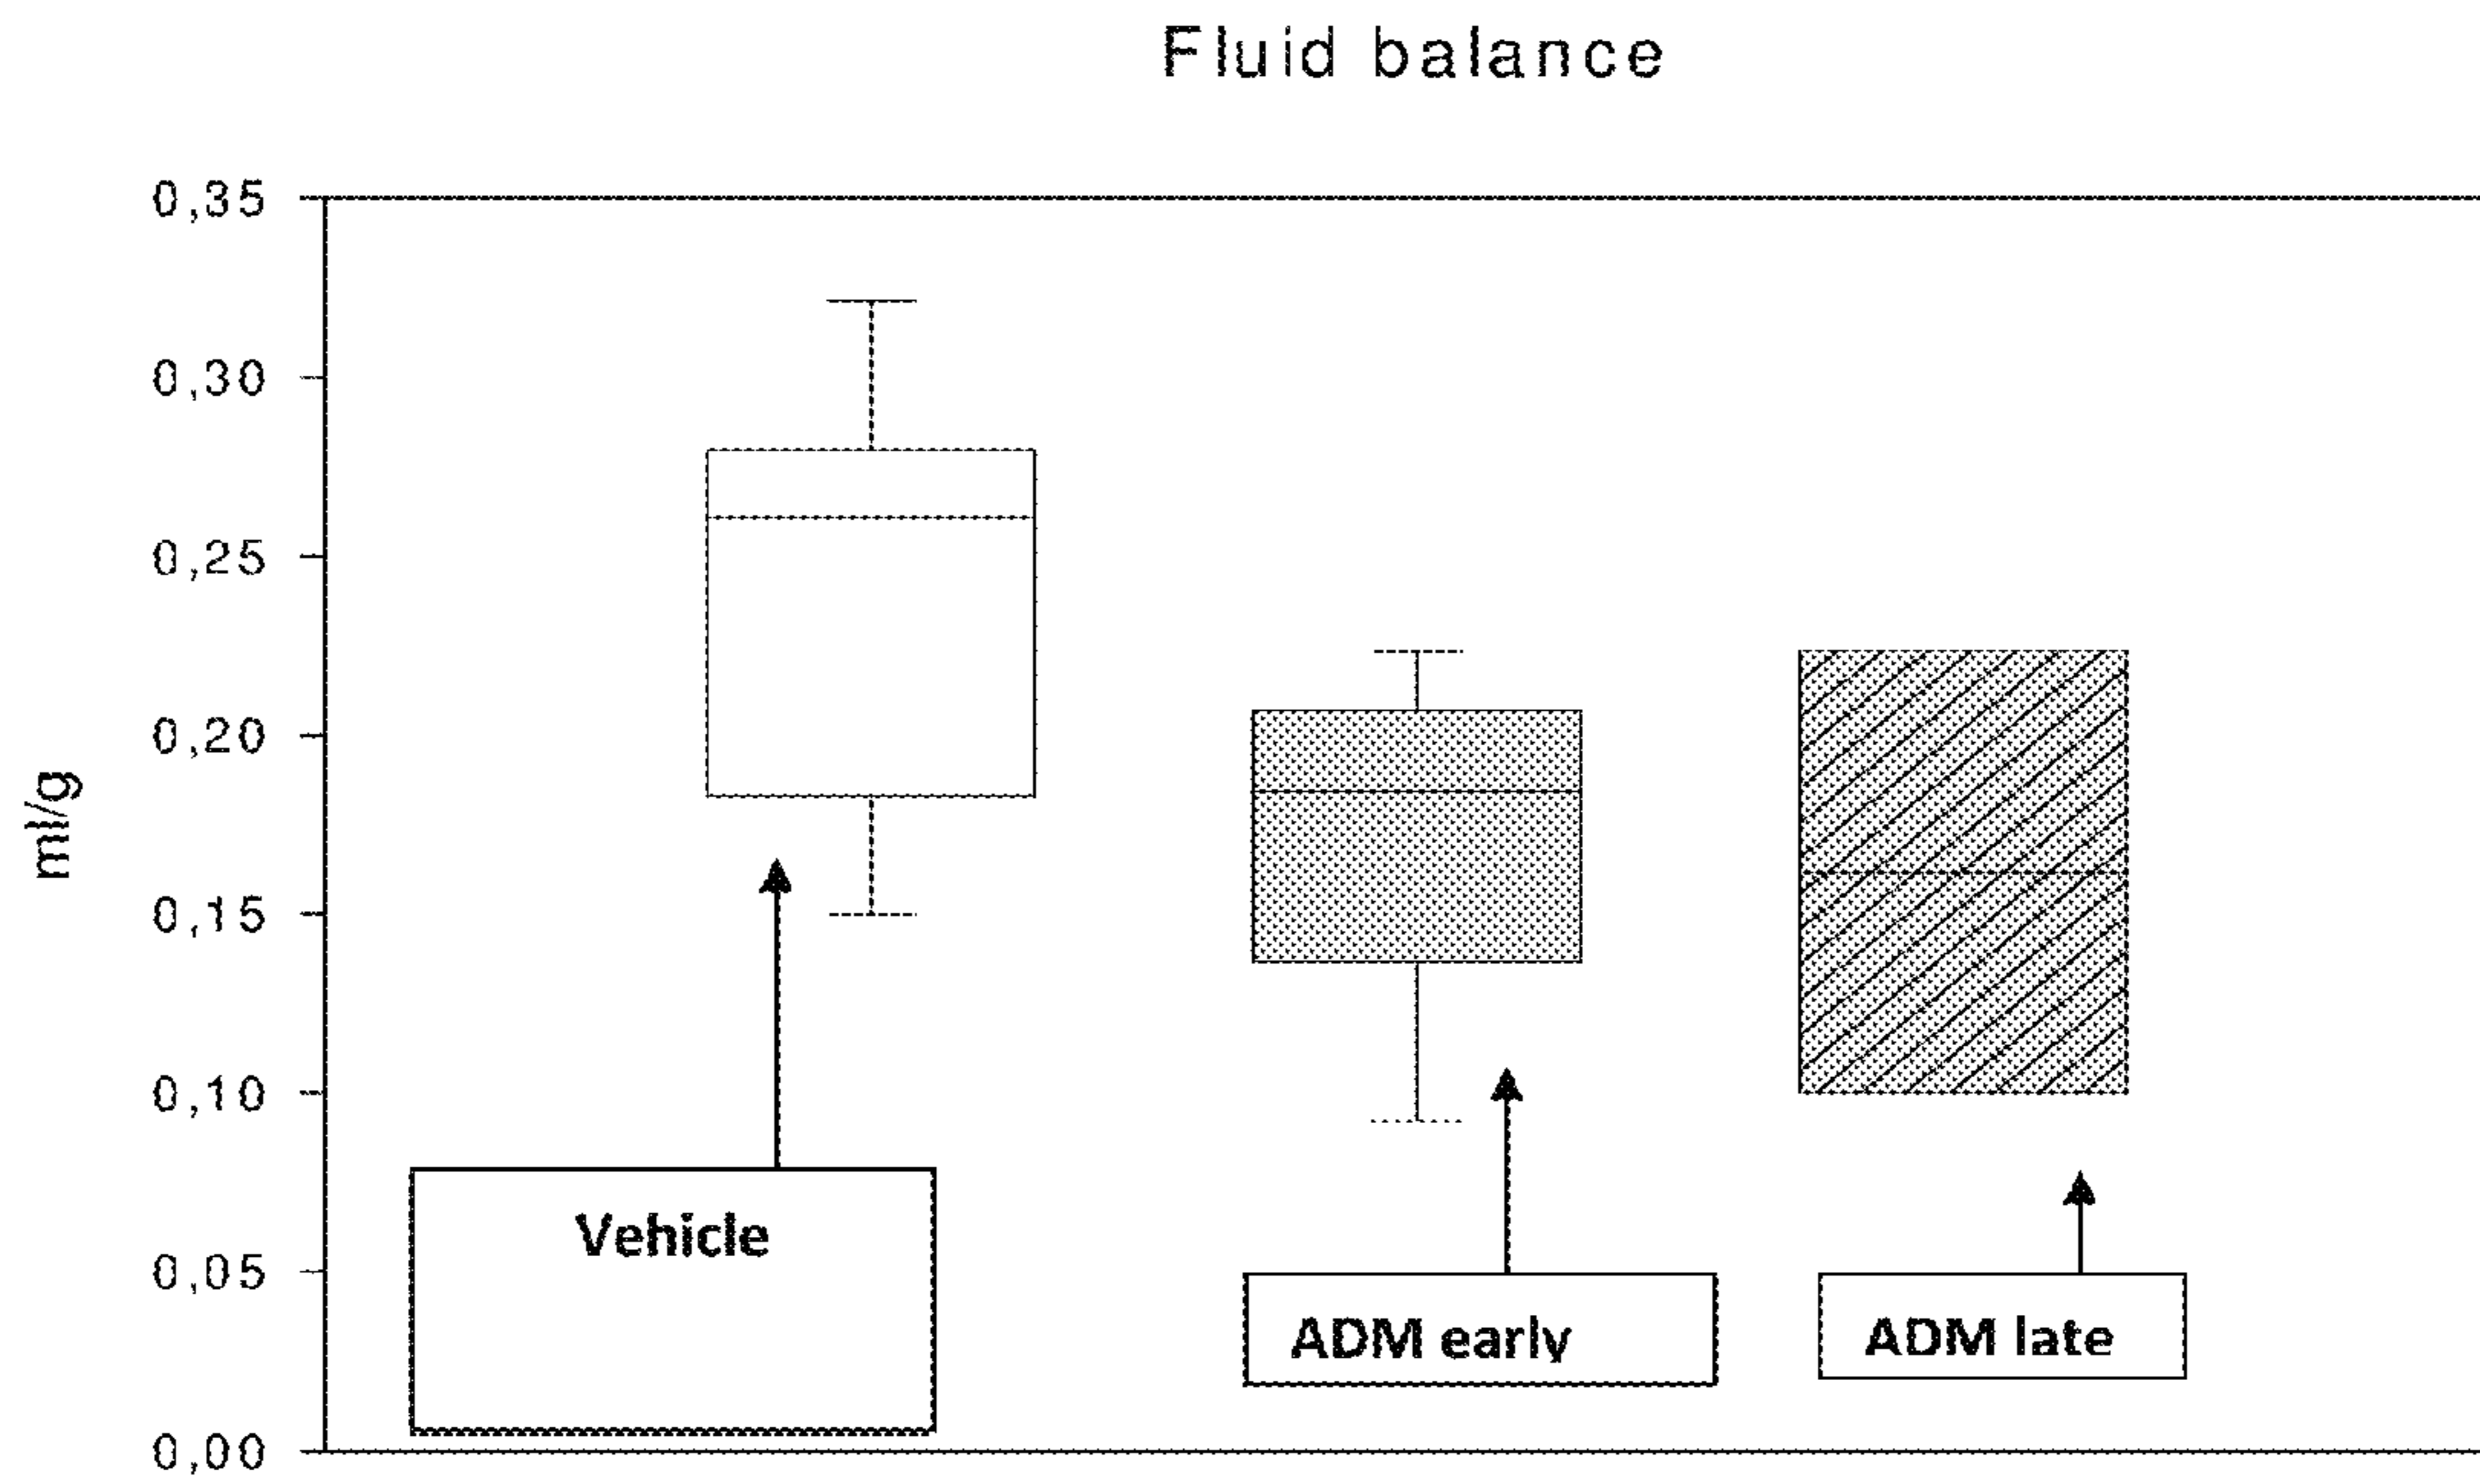 Fluid balance
0,35
0,30
0,25
0,20
0,15
0,10
0,05
0,00
ml/g
Vehicle
ADM early
ADM late